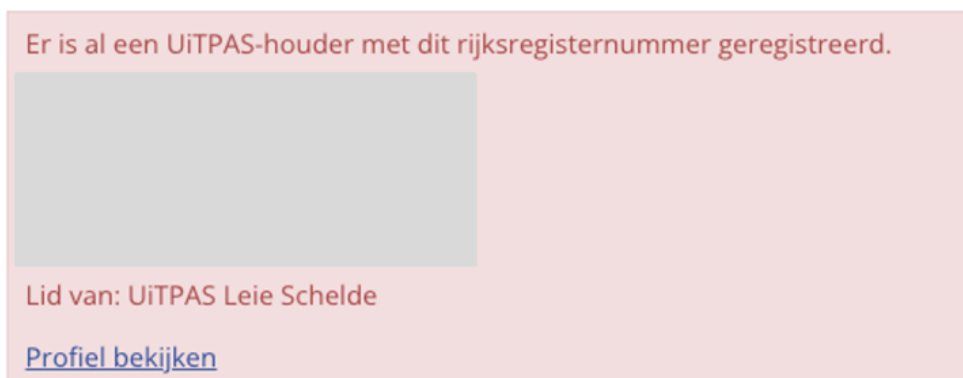 Er is al een UiTPAS-houder met dit rijksregisternummer geregistreerd.
Lid van: UiTPAS Leie Schelde
Profiel bekijken